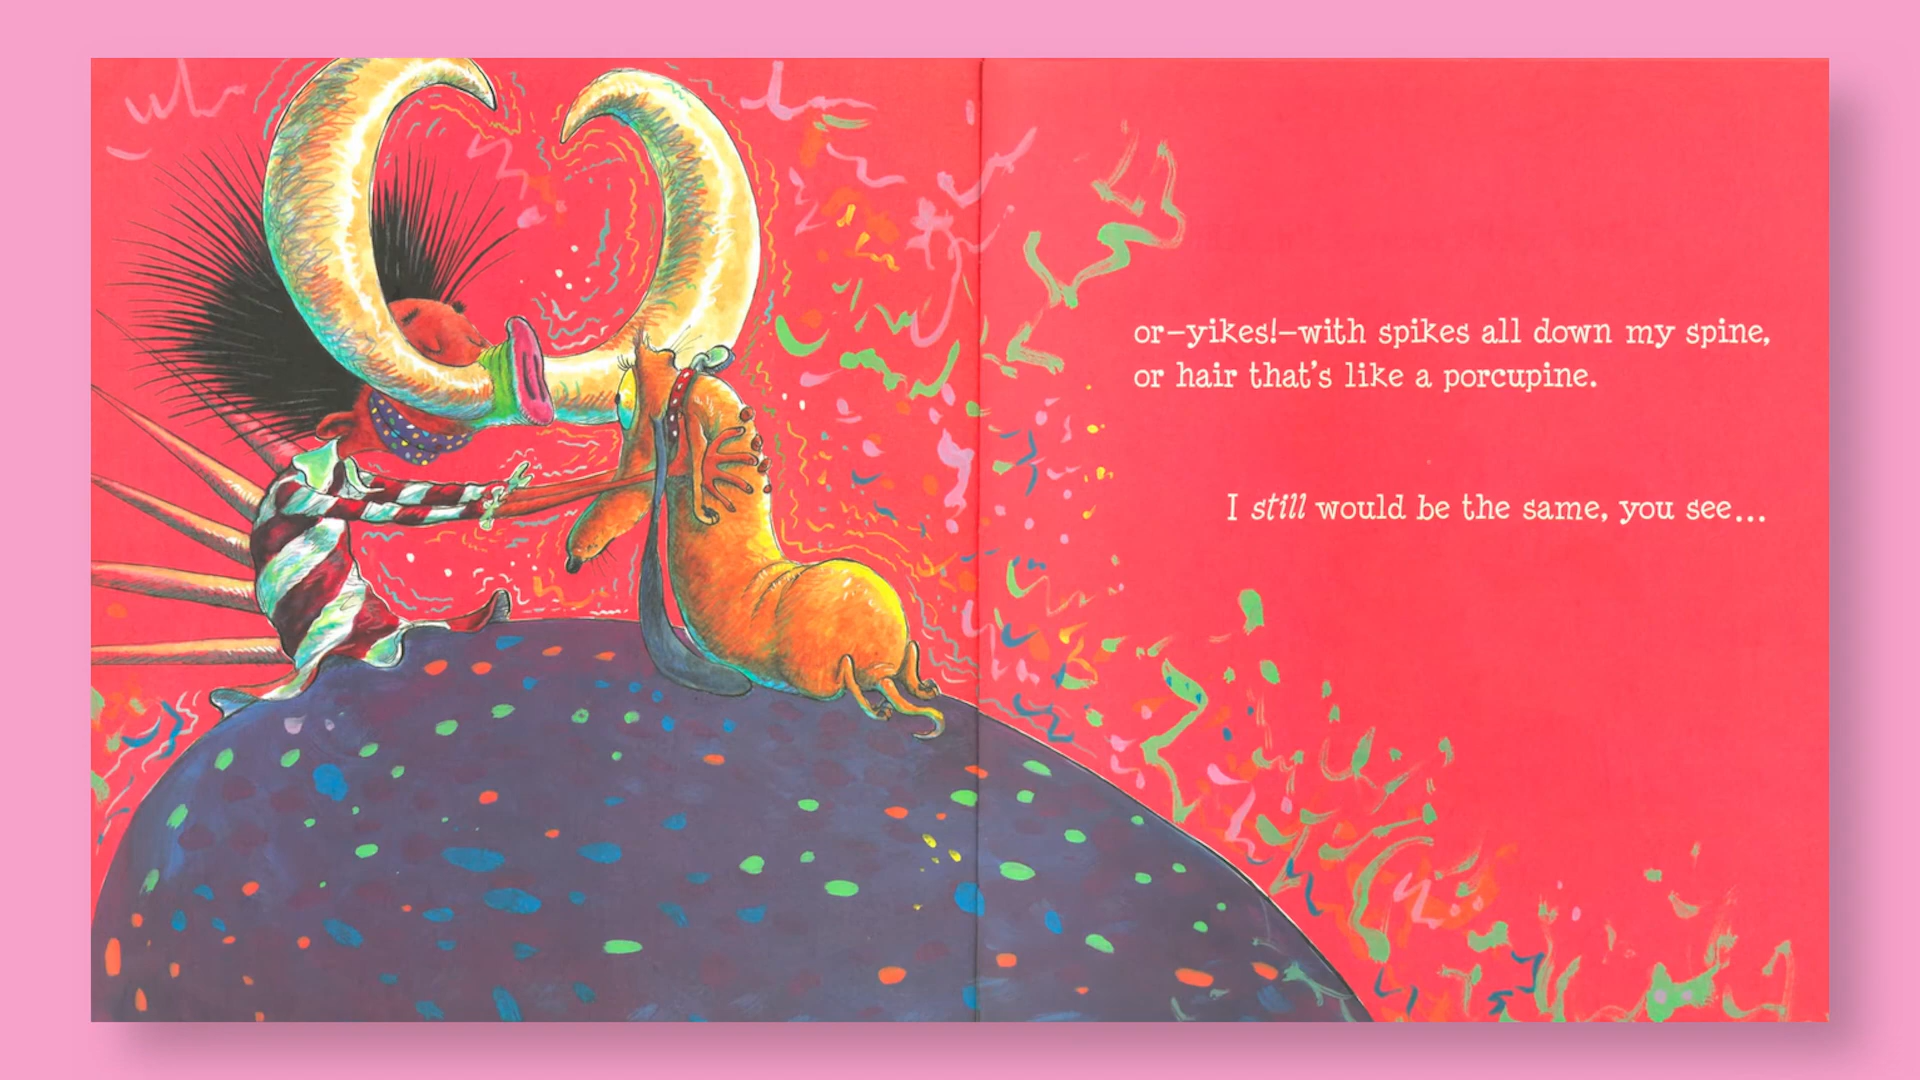 or–yikes!–with spikes all down my spine,
or hair that's like a porcupine.
I still would be the same, you see...